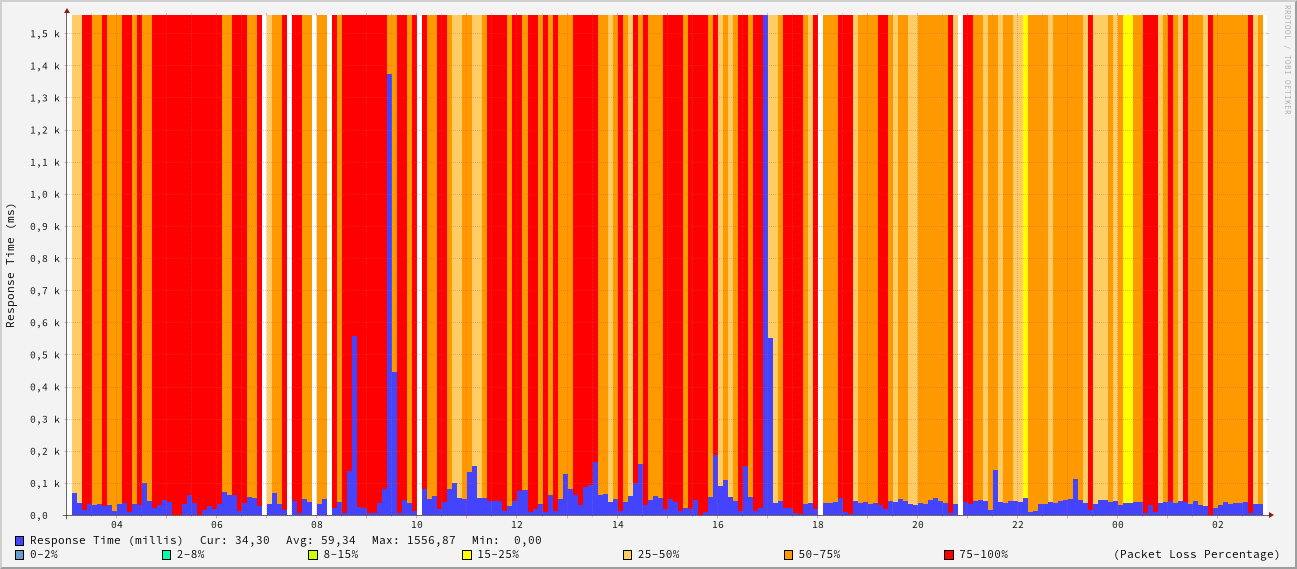 RRDTOOL / TOBI OETIKER
Response Time (ms)
1,5 k
1,4 k
1,3 k
1,2 k
1,1 k
1,0 k
0,9 k
0,8 k
0,7 k
0,6 k
0,5 k
0,4 k
0,3 k
0,2 k
0,1 k
0,0
04 06 08 10 12 14 16 18 20 22 00 02
Response Time (millis) Cur: 34,30 Avg: 59,34 Max: 1556,87 Min: 0,00
0-2% 2-8% 8-15% 15-25% 25-50% 50-75% 75-100% (Packet Loss Percentage)